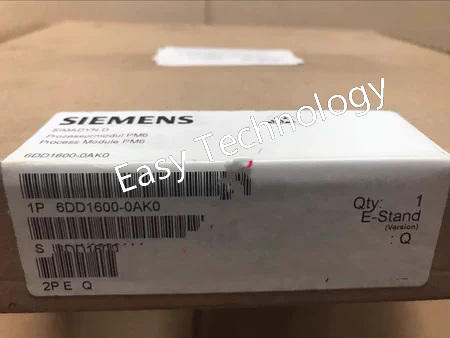 SIEMENS
SIMADYN D
Prozessormodul PM6
Process Module PM6
6DD1600-0AK0
Easy Technology
1P 6DD1600-0AK0
Qty: 1
E-Stand
(Version)
: Q
S
2P E Q